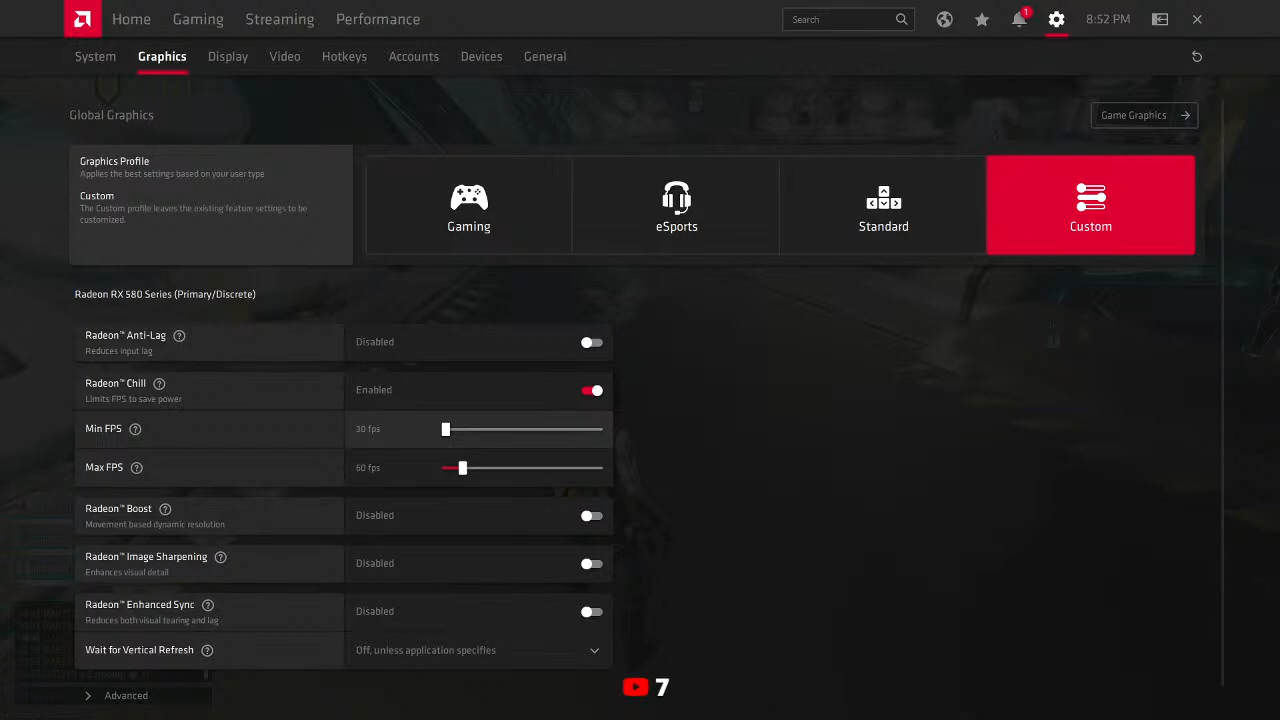 Home Gaming Streaming Performance Search 1 8:52 PM
System Graphics Display Video Hotkeys Accounts Devices General
Global Graphics Game Graphics
Graphics Profile
Applies the best settings based on your user type
Custom
The Custom profile leaves the existing feature settings to be
customized.
Gaming eSports Standard Custom
Radeon RX 580 Series (Primary/Discrete)
Radeon™ Anti-Lag ? Disabled
Reduces input lag
Radeon™ Chill ? Enabled
Limits FPS to save power
Min FPS ? 30 fps
Max FPS ? 60 fps
Radeon™ Boost ? Disabled
Movement based dynamic resolution
Radeon™ Image Sharpening ? Disabled
Enhances visual detail
Radeon™ Enhanced Sync ? Disabled
Reduces both visual tearing and lag
Wait for Vertical Refresh ? Off, unless application specifies
7
Advanced